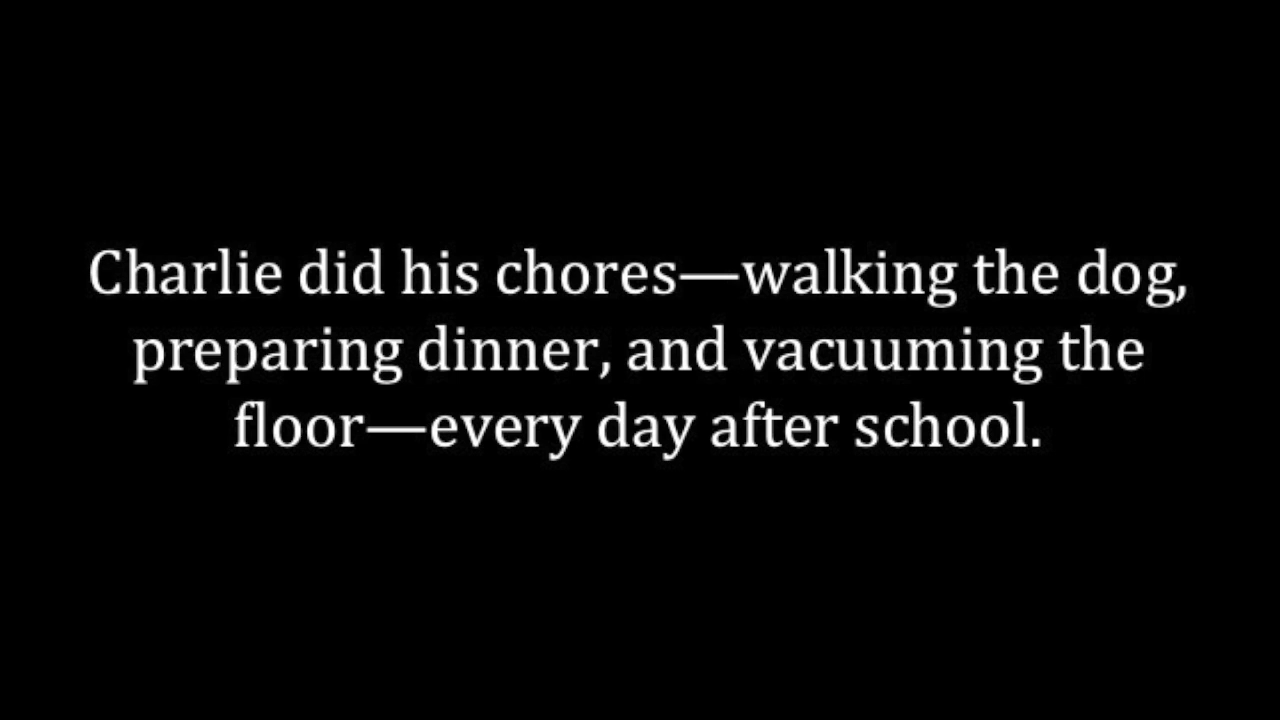 Charlie did his chores—walking the dog,
preparing dinner, and vacuuming the
floor—every day after school.